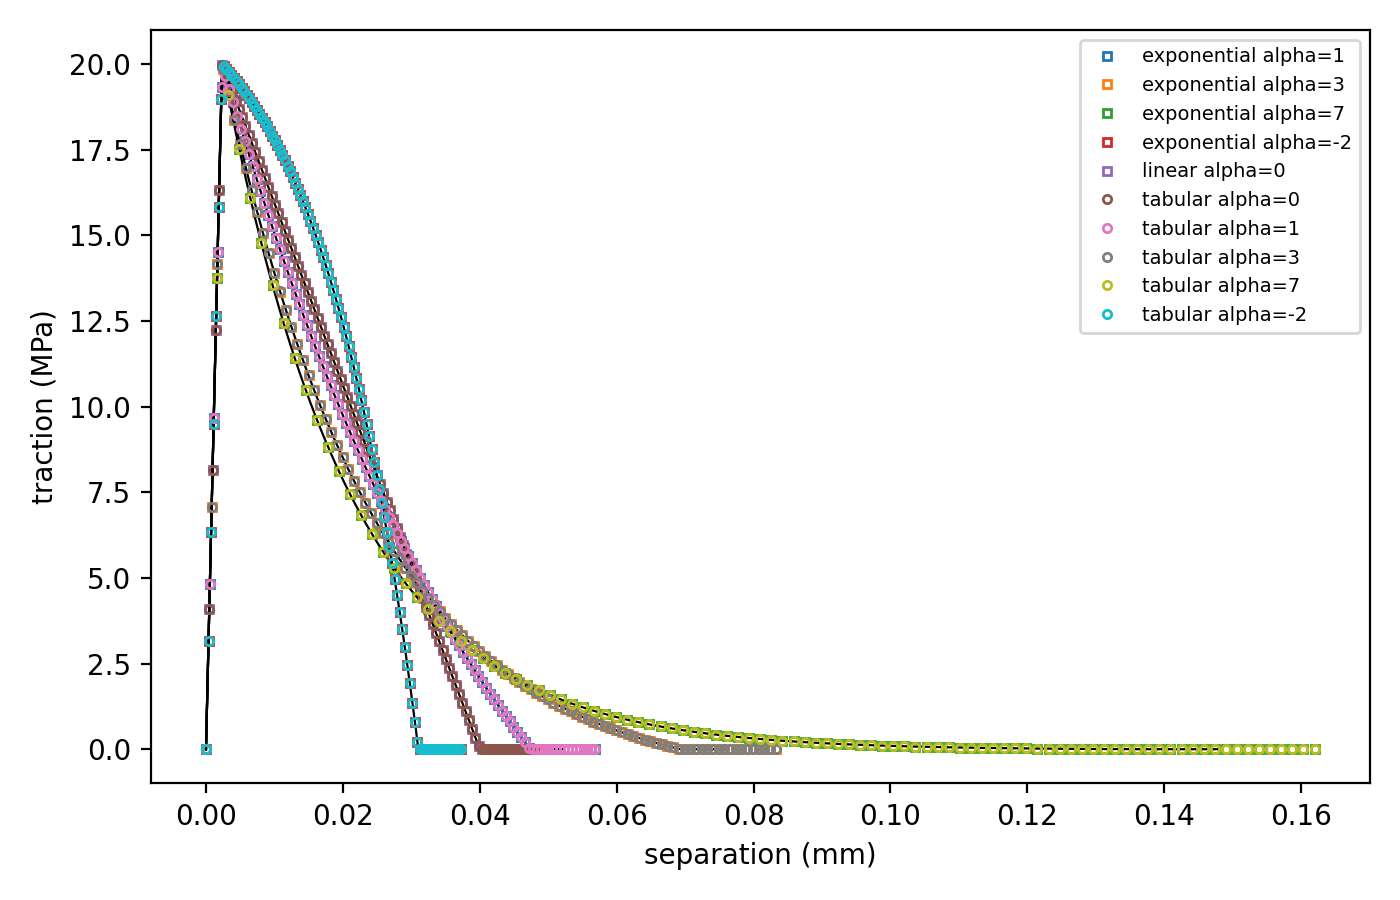 20.0
17.5
15.0
12.5
10.0
7.5
5.0
2.5
0.0
traction (MPa)
exponential alpha=1
exponential alpha=3
exponential alpha=7
exponential alpha=-2
linear alpha=0
tabular alpha=0
tabular alpha=1
tabular alpha=3
tabular alpha=7
tabular alpha=-2
0.00 0.02 0.04 0.06 0.08 0.10 0.12 0.14 0.16
separation (mm)